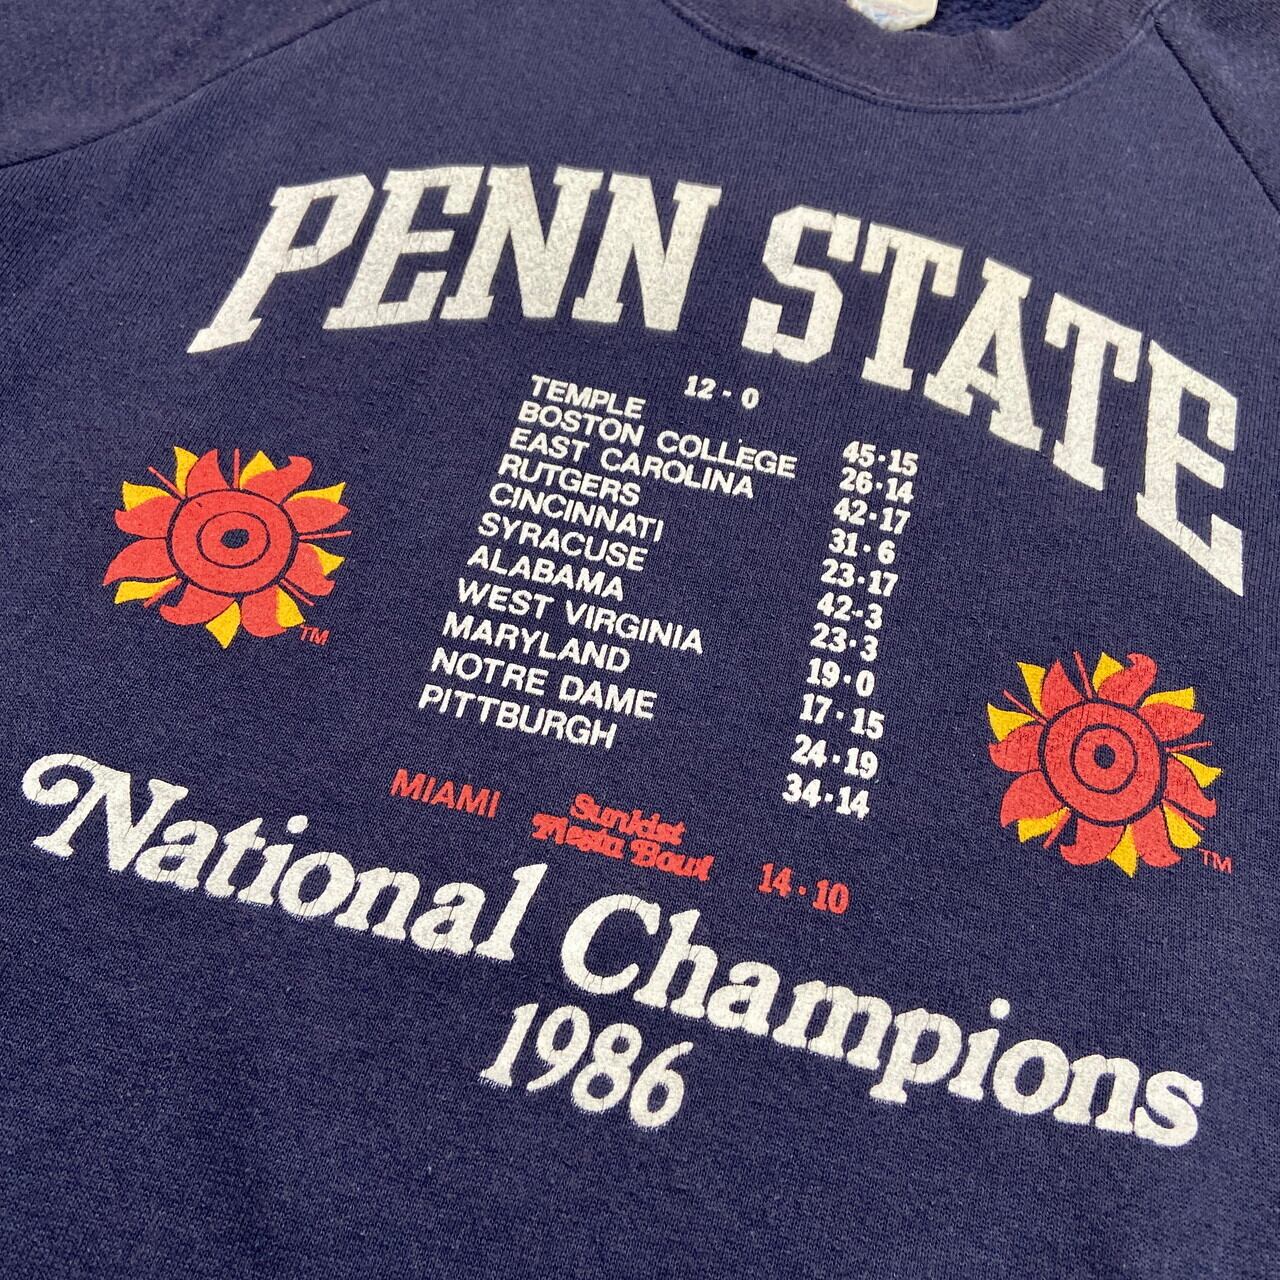 PENN STATE
12-0
TEMPLE 45-15
BOSTON COLLEGE 26-14
EAST CAROLINA 42-17
RUTGERS 31-6
CINCINNATI 23-17
SYRACUSE 42-3
ALABAMA 23-3
WEST VIRGINIA 19-0
MARYLAND 17-15
NOTRE DAME 24-19
PITTBURGH 34-14
MIAMI Sunkist Fiesta Bowl 14-10
National Champions
1986
TM
TM